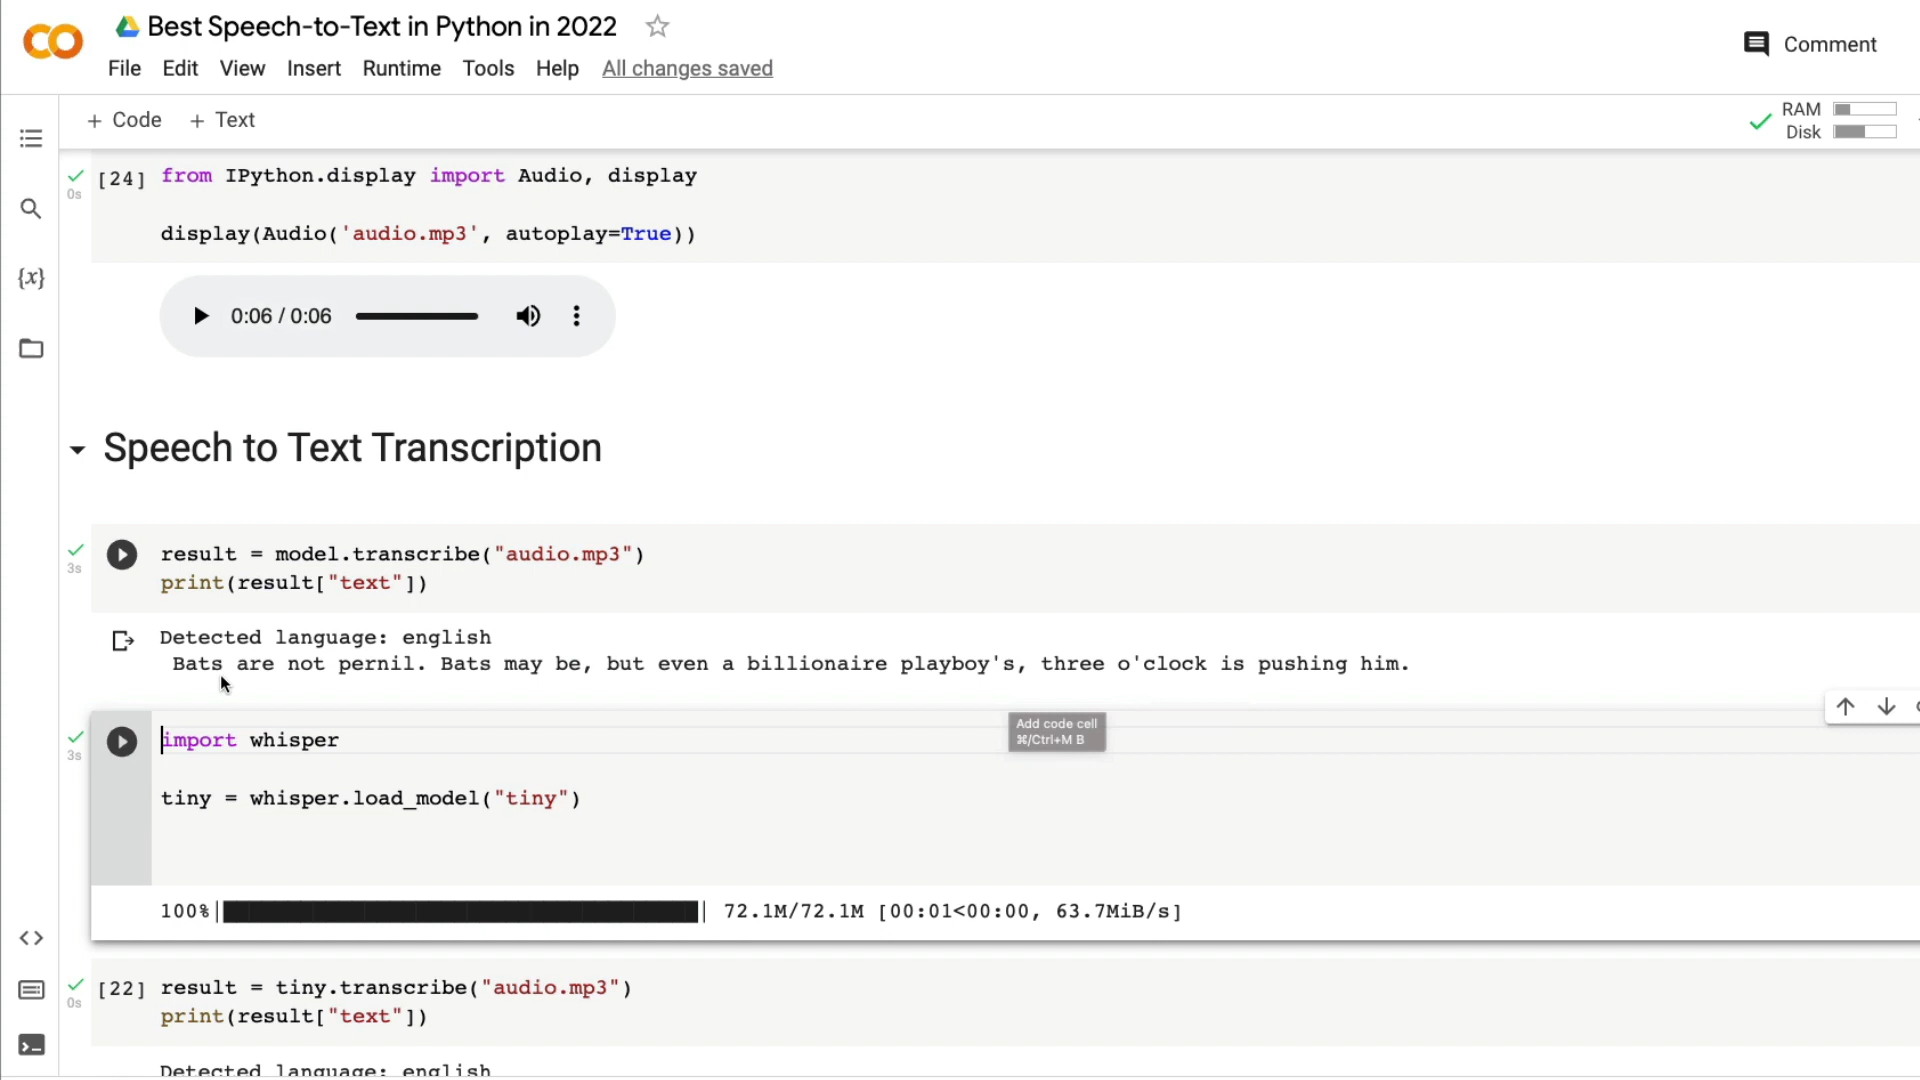 Best Speech-to-Text in Python in 2022
Comment
File Edit View Insert Runtime Tools Help All changes saved
+ Code + Text
RAM
Disk
0s
[24] from IPython.display import Audio, display
display(Audio('audio.mp3', autoplay=True))
{x}
0:06 / 0:06
Speech to Text Transcription
3s
result = model.transcribe("audio.mp3")
print(result["text"])
Detected language: english
Bats are not pernil. Bats may be, but even a billionaire playboy's, three o'clock is pushing him.
Add code cell
⌘/Ctrl+M B
3s
import whisper
tiny = whisper.load_model("tiny")
100% 72.1M/72.1M [00:01<00:00, 63.7MiB/s]
0s
[22] result = tiny.transcribe("audio.mp3")
print(result["text"])
Detected language: english